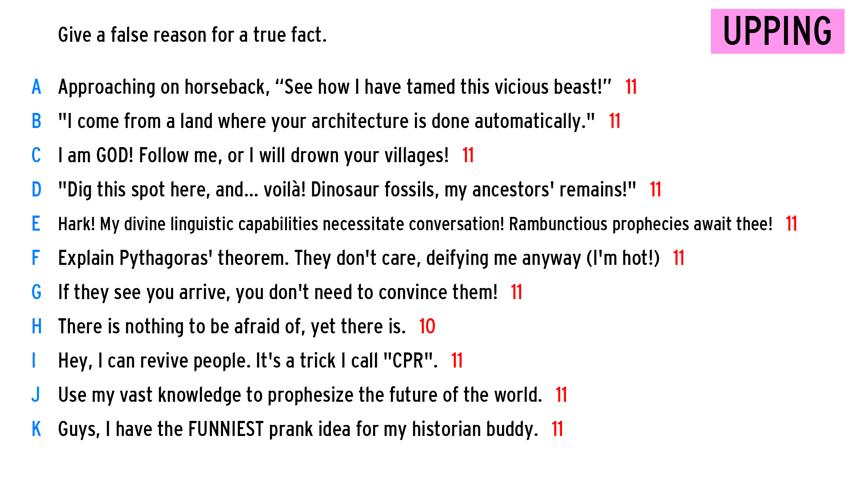 Give a false reason for a true fact.
UPPING
A Approaching on horseback, “See how I have tamed this vicious beast!” 11
B "I come from a land where your architecture is done automatically." 11
C I am GOD! Follow me, or I will drown your villages! 11
D "Dig this spot here, and... voilà! Dinosaur fossils, my ancestors' remains!" 11
E Hark! My divine linguistic capabilities necessitate conversation! Rambunctious prophecies await thee! 11
F Explain Pythagoras' theorem. They don't care, deifying me anyway (I'm hot!) 11
G If they see you arrive, you don't need to convince them! 11
H There is nothing to be afraid of, yet there is. 10
I Hey, I can revive people. It's a trick I call "CPR". 11
J Use my vast knowledge to prophesize the future of the world. 11
K Guys, I have the FUNNIEST prank idea for my historian buddy. 11